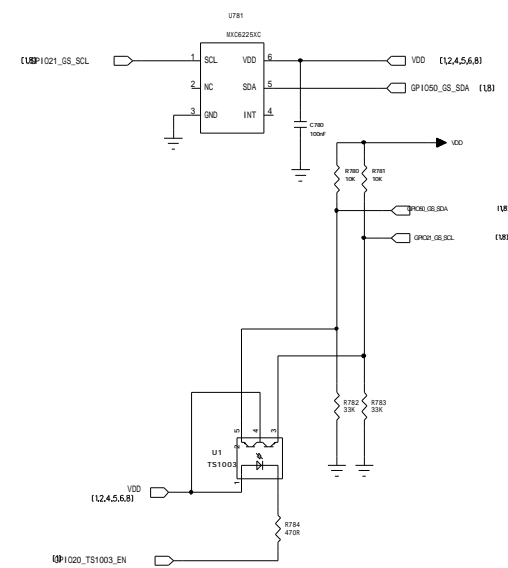 U781
MXC6225XC
GPIO21_GS_SCL
1 SCL VDD 6
VDD [1,2,4,5,6,8]
2 NC SDA 5
GPIO50_GS_SDA [1,8]
3 GND INT 4
C780
100nF
VDD
R780 R781
10K 10K
GPIO50_GS_SDA [1,8]
GPIO21_GS_SCL [1,8]
R782 R783
33K 33K
5 4 3
2
U1
TS1003
1
VDD
[1,2,4,5,6,8]
R784
470R
GPIO20_TS1003_EN